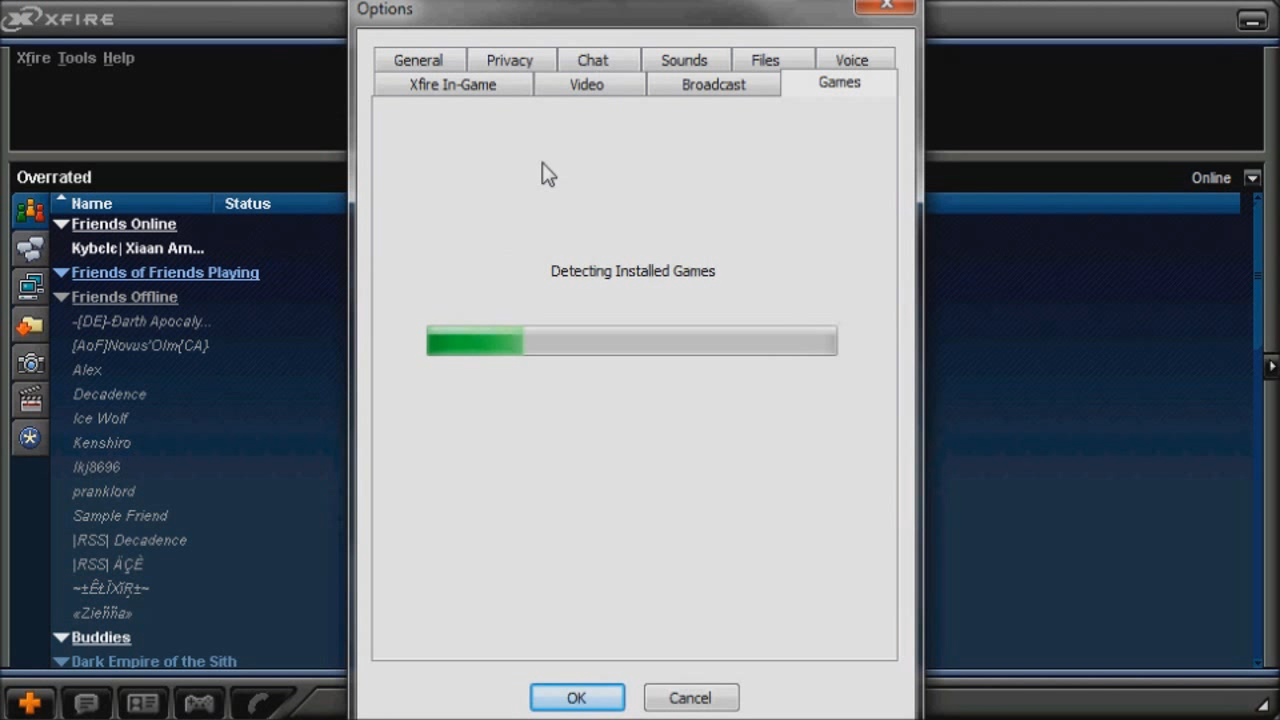 XFIRE
Options
Xfire Tools Help
General Privacy Chat Sounds Files Voice
Xfire In-Game Video Broadcast Games
Overrated
Online
Name Status
Friends Online
Kybele| Xiaan Am...
Friends of Friends Playing
Detecting Installed Games
Friends Offline
-{DE}-Đarth Apocaly...
{AoF}Novus'Olm{CA}
Alex
Decadence
Ice Wolf
Kenshiro
lkj8696
pranklord
Sample Friend
|RSS| Decadence
|RSS| ÄÇÈ
«Zieñña»
Buddies
Dark Empire of the Sith
OK Cancel